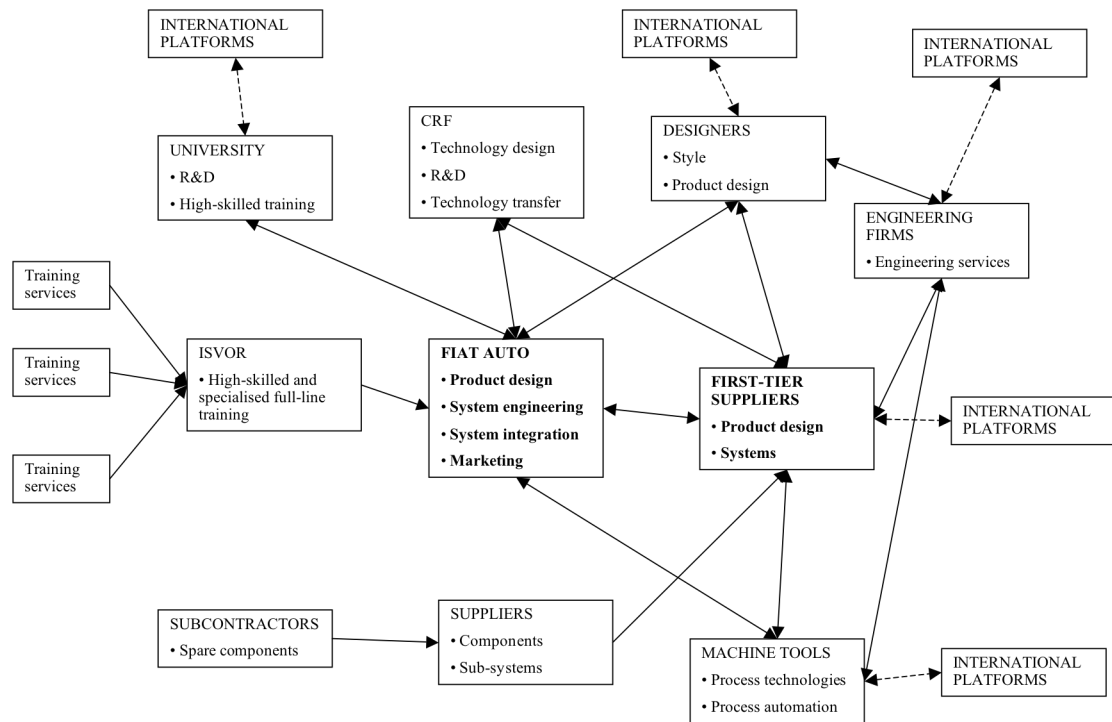 INTERNATIONAL
PLATFORMS
INTERNATIONAL
PLATFORMS
INTERNATIONAL
PLATFORMS
UNIVERSITY
• R&D
• High-skilled training
CRF
• Technology design
• R&D
• Technology transfer
DESIGNERS
• Style
• Product design
ENGINEERING
FIRMS
• Engineering services
Training
services
Training
services
Training
services
ISVOR
• High-skilled and
specialised full-line
training
FIAT AUTO
• Product design
• System engineering
• System integration
• Marketing
FIRST-TIER
SUPPLIERS
• Product design
• Systems
INTERNATIONAL
PLATFORMS
SUBCONTRACTORS
• Spare components
SUPPLIERS
• Components
• Sub-systems
MACHINE TOOLS
• Process technologies
• Process automation
INTERNATIONAL
PLATFORMS